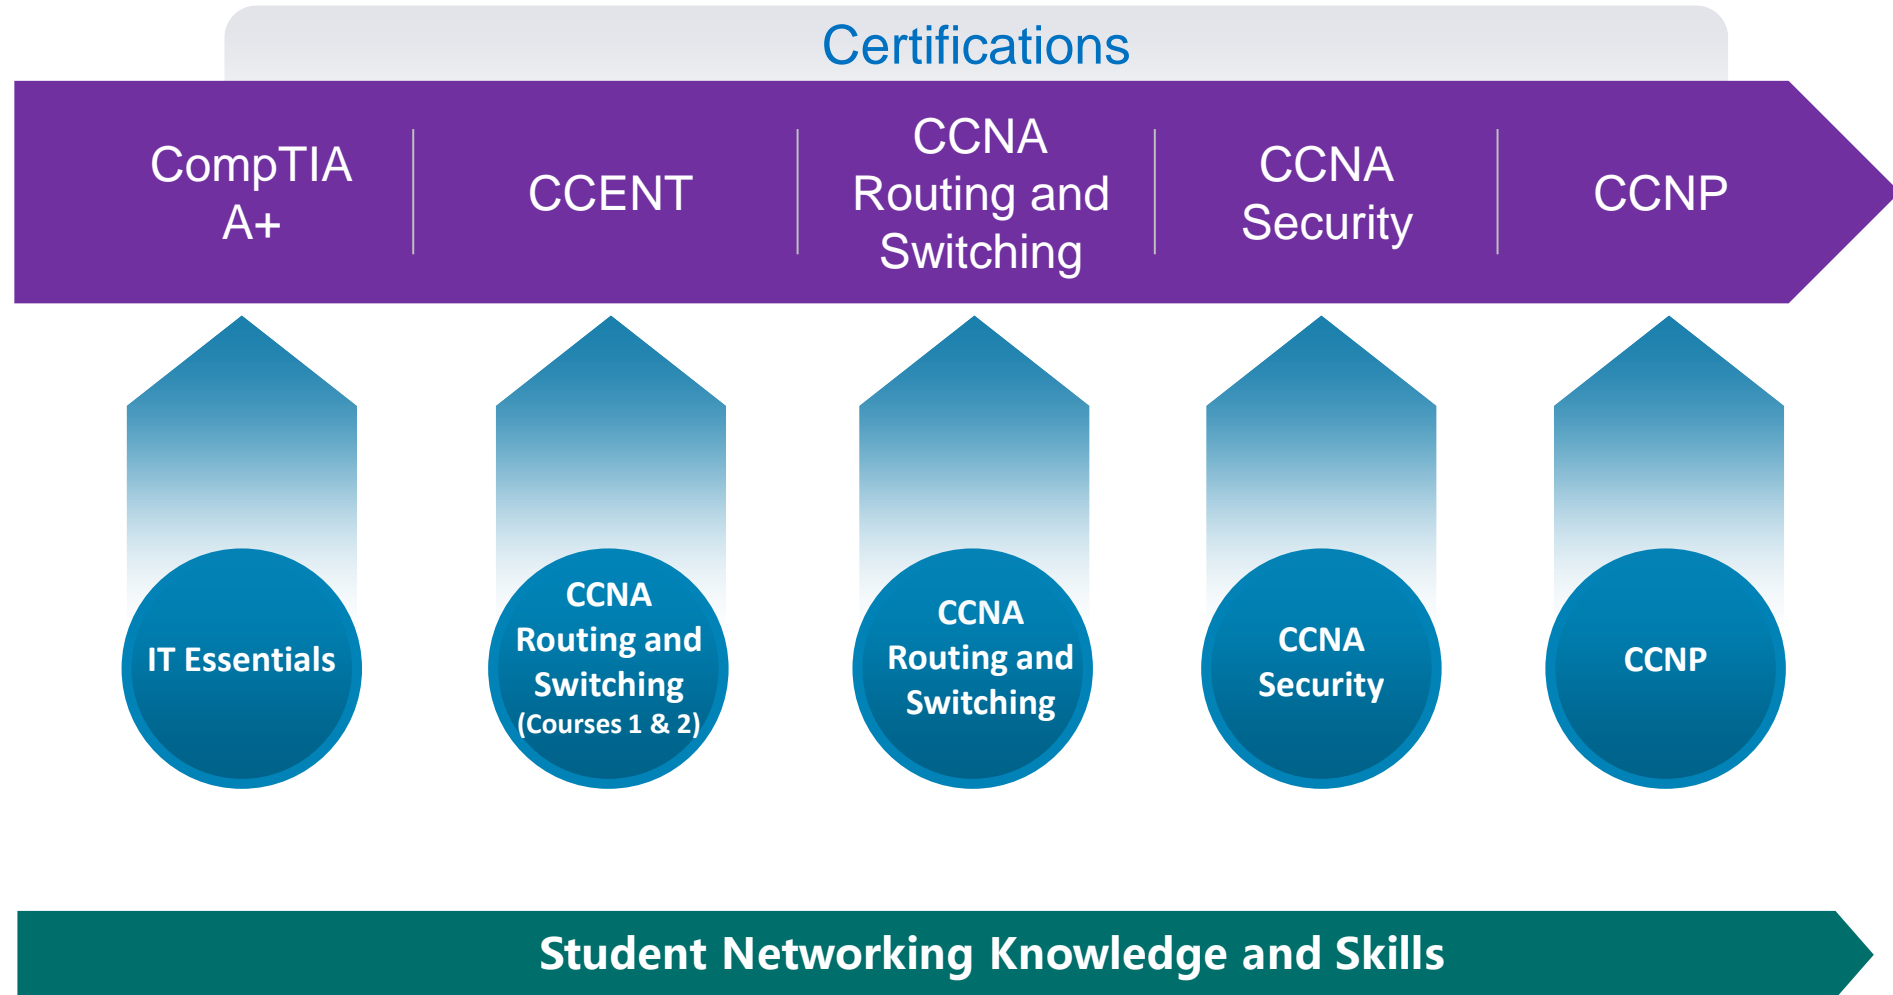 Certifications
CompTIA
A+
CCENT
CCNA
Routing and
Switching
CCNA
Security
CCNP
IT Essentials
CCNA
Routing and
Switching
(Courses 1 & 2)
CCNA
Routing and
Switching
CCNA
Security
CCNP
Student Networking Knowledge and Skills